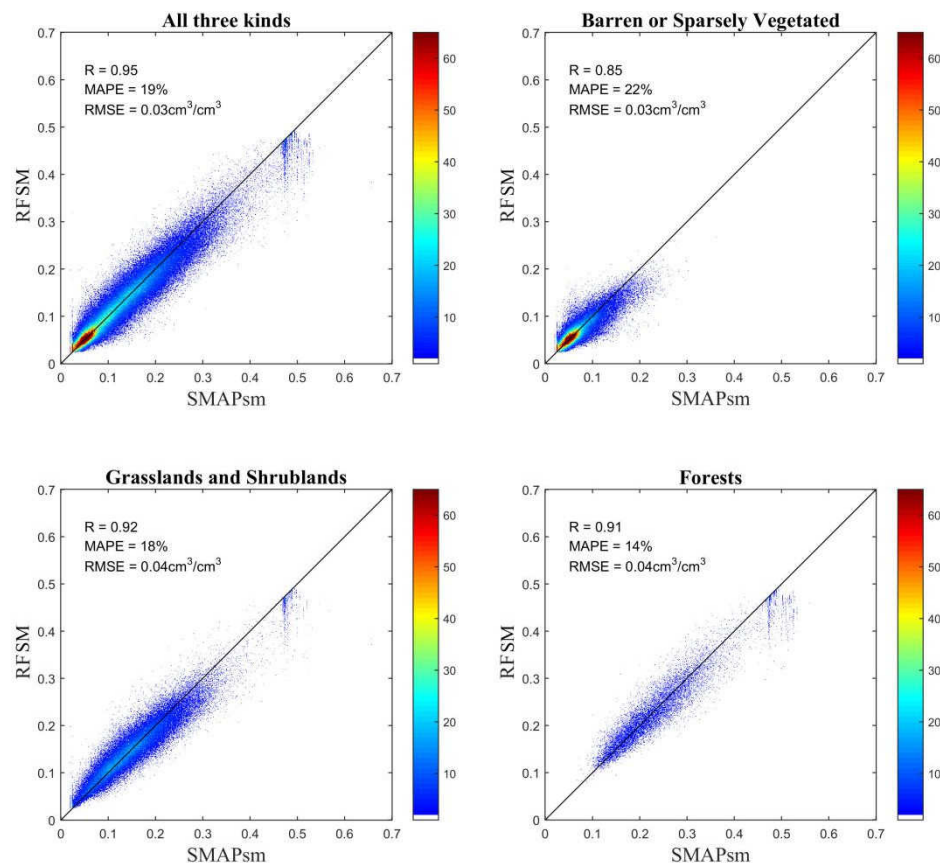 All three kinds
R = 0.95
MAPE = 19%
RMSE = 0.03cm³/cm³
RFSM
0.7
0.6
0.5
0.4
0.3
0.2
0.1
0
0 0.1 0.2 0.3 0.4 0.5 0.6 0.7
SMAPsm
60
50
40
30
20
10
Barren or Sparsely Vegetated
R = 0.85
MAPE = 22%
RMSE = 0.03cm³/cm³
RFSM
0.7
0.6
0.5
0.4
0.3
0.2
0.1
0
0 0.1 0.2 0.3 0.4 0.5 0.6 0.7
SMAPsm
60
50
40
30
20
10
Grasslands and Shrublands
R = 0.92
MAPE = 18%
RMSE = 0.04cm³/cm³
RFSM
0.7
0.6
0.5
0.4
0.3
0.2
0.1
0
0 0.1 0.2 0.3 0.4 0.5 0.6 0.7
SMAPsm
60
50
40
30
20
10
Forests
R = 0.91
MAPE = 14%
RMSE = 0.04cm³/cm³
RFSM
0.7
0.6
0.5
0.4
0.3
0.2
0.1
0
0 0.1 0.2 0.3 0.4 0.5 0.6 0.7
SMAPsm
60
50
40
30
20
10